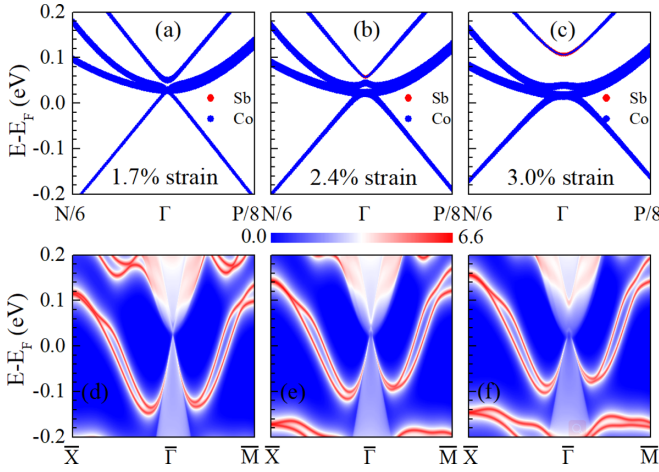 0.2
0.1
0.0
-0.1
-0.2
E-E_F (eV)
(a)
Sb
Co
1.7% strain
N/6
Γ
P/8
(b)
Sb
Co
2.4% strain
N/6
Γ
P/8
(c)
Sb
Co
3.0% strain
N/6
Γ
P/8
0.0
6.6
0.2
0.1
0.0
-0.1
-0.2
E-E_F (eV)
(d)
X̅
Γ̅
M̅
(e)
X̅
Γ̅
M̅
(f)
X̅
Γ̅
M̅